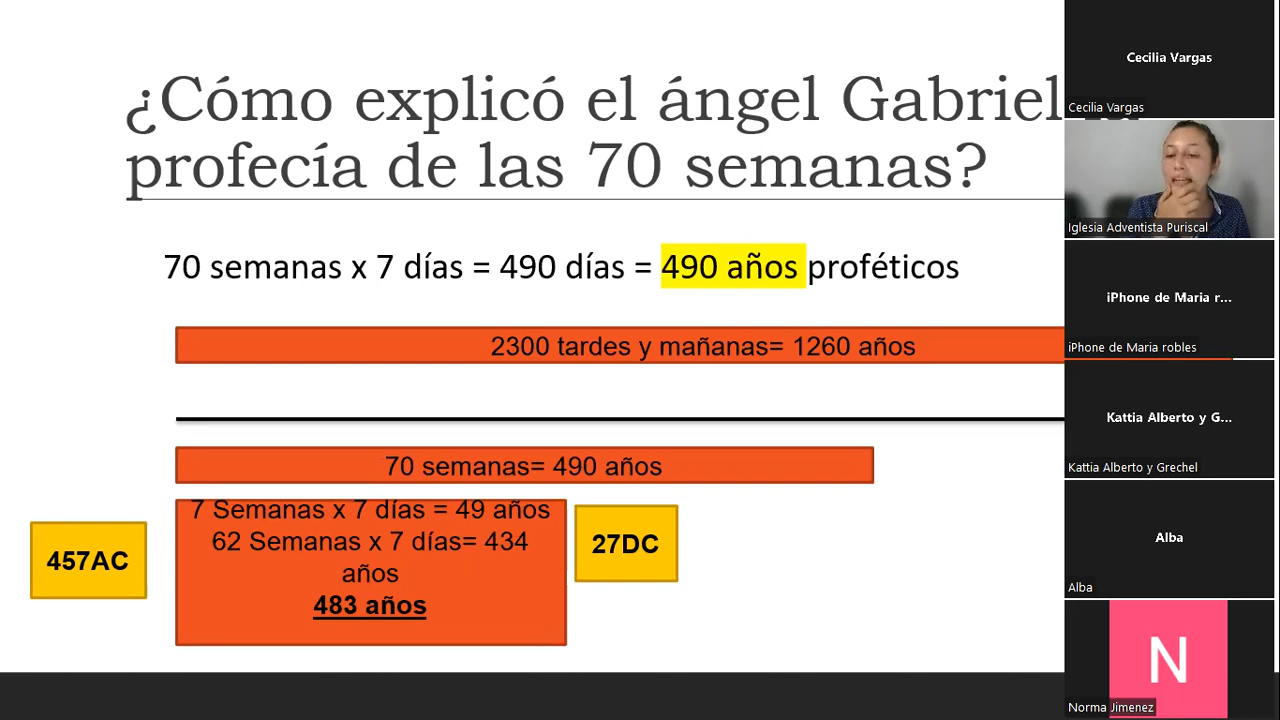 ¿Cómo explicó el ángel Gabriel
profecía de las 70 semanas?
70 semanas x 7 días = 490 días = 490 años proféticos
2300 tardes y mañanas= 1260 años
70 semanas= 490 años
457AC
7 Semanas x 7 días = 49 años
62 Semanas x 7 días= 434
años
483 años
27DC
Cecilia Vargas
Cecilia Vargas
Iglesia Adventista Puriscal
iPhone de Maria r...
iPhone de Maria robles
Kattia Alberto y G...
Kattia Alberto y Grechel
Alba
Alba
N
Norma Jimenez